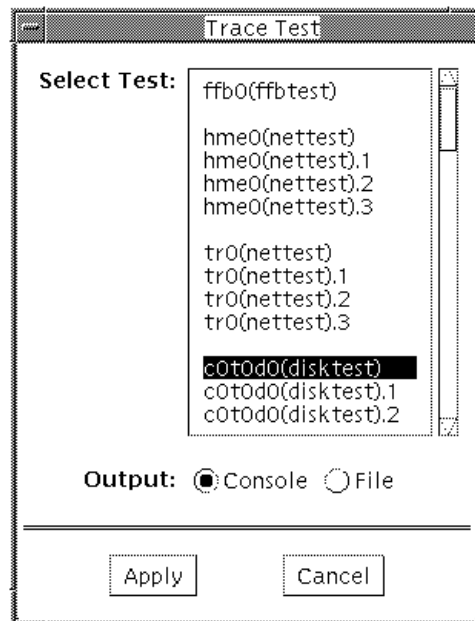 Trace Test
Select Test:
ffb0(ffbtest)
hme0(nettest)
hme0(nettest).1
hme0(nettest).2
hme0(nettest).3
tr0(nettest)
tr0(nettest).1
tr0(nettest).2
tr0(nettest).3
c0t0d0(disktest)
c0t0d0(disktest).1
c0t0d0(disktest).2
Output: Console File
Apply Cancel